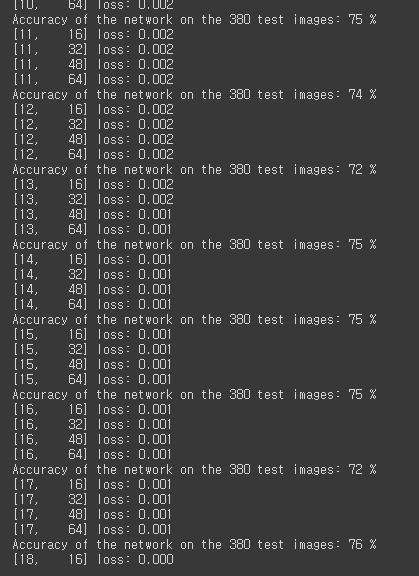 [10,    64] loss: 0.002
Accuracy of the network on the 380 test images: 75 %
[11,    16] loss: 0.002
[11,    32] loss: 0.002
[11,    48] loss: 0.002
[11,    64] loss: 0.002
Accuracy of the network on the 380 test images: 74 %
[12,    16] loss: 0.002
[12,    32] loss: 0.002
[12,    48] loss: 0.002
[12,    64] loss: 0.002
Accuracy of the network on the 380 test images: 72 %
[13,    16] loss: 0.002
[13,    32] loss: 0.002
[13,    48] loss: 0.001
[13,    64] loss: 0.001
Accuracy of the network on the 380 test images: 75 %
[14,    16] loss: 0.001
[14,    32] loss: 0.001
[14,    48] loss: 0.001
[14,    64] loss: 0.001
Accuracy of the network on the 380 test images: 75 %
[15,    16] loss: 0.001
[15,    32] loss: 0.001
[15,    48] loss: 0.001
[15,    64] loss: 0.001
Accuracy of the network on the 380 test images: 75 %
[16,    16] loss: 0.001
[16,    32] loss: 0.001
[16,    48] loss: 0.001
[16,    64] loss: 0.001
Accuracy of the network on the 380 test images: 72 %
[17,    16] loss: 0.001
[17,    32] loss: 0.001
[17,    48] loss: 0.001
[17,    64] loss: 0.001
Accuracy of the network on the 380 test images: 76 %
[18,    16] loss: 0.000